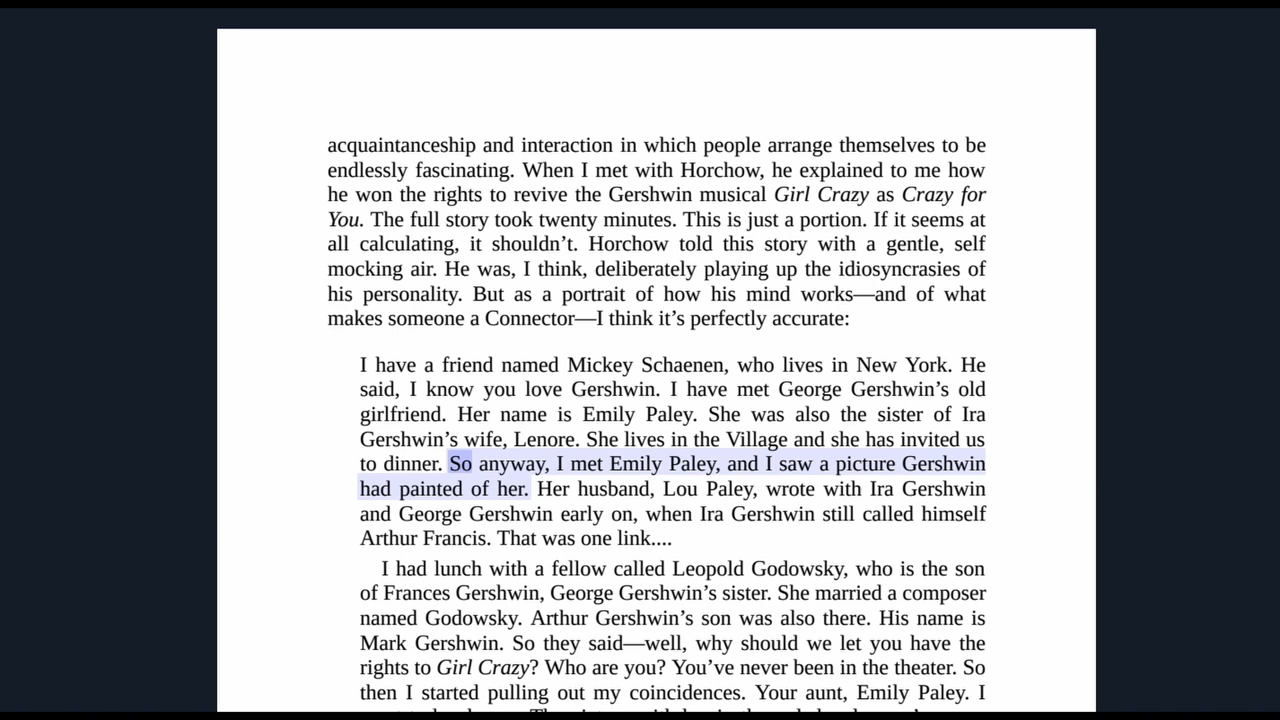 acquaintanceship and interaction in which people arrange themselves to be
endlessly fascinating. When I met with Horchow, he explained to me how
he won the rights to revive the Gershwin musical Girl Crazy as Crazy for
You. The full story took twenty minutes. This is just a portion. If it seems at
all calculating, it shouldn’t. Horchow told this story with a gentle, self
mocking air. He was, I think, deliberately playing up the idiosyncrasies of
his personality. But as a portrait of how his mind works—and of what
makes someone a Connector—I think it’s perfectly accurate:
I have a friend named Mickey Schaenen, who lives in New York. He
said, I know you love Gershwin. I have met George Gershwin’s old
girlfriend. Her name is Emily Paley. She was also the sister of Ira
Gershwin’s wife, Lenore. She lives in the Village and she has invited us
to dinner. So anyway, I met Emily Paley, and I saw a picture Gershwin
had painted of her. Her husband, Lou Paley, wrote with Ira Gershwin
and George Gershwin early on, when Ira Gershwin still called himself
Arthur Francis. That was one link....
I had lunch with a fellow called Leopold Godowsky, who is the son
of Frances Gershwin, George Gershwin’s sister. She married a composer
named Godowsky. Arthur Gershwin’s son was also there. His name is
Mark Gershwin. So they said—well, why should we let you have the
rights to Girl Crazy? Who are you? You’ve never been in the theater. So
then I started pulling out my coincidences. Your aunt, Emily Paley. I